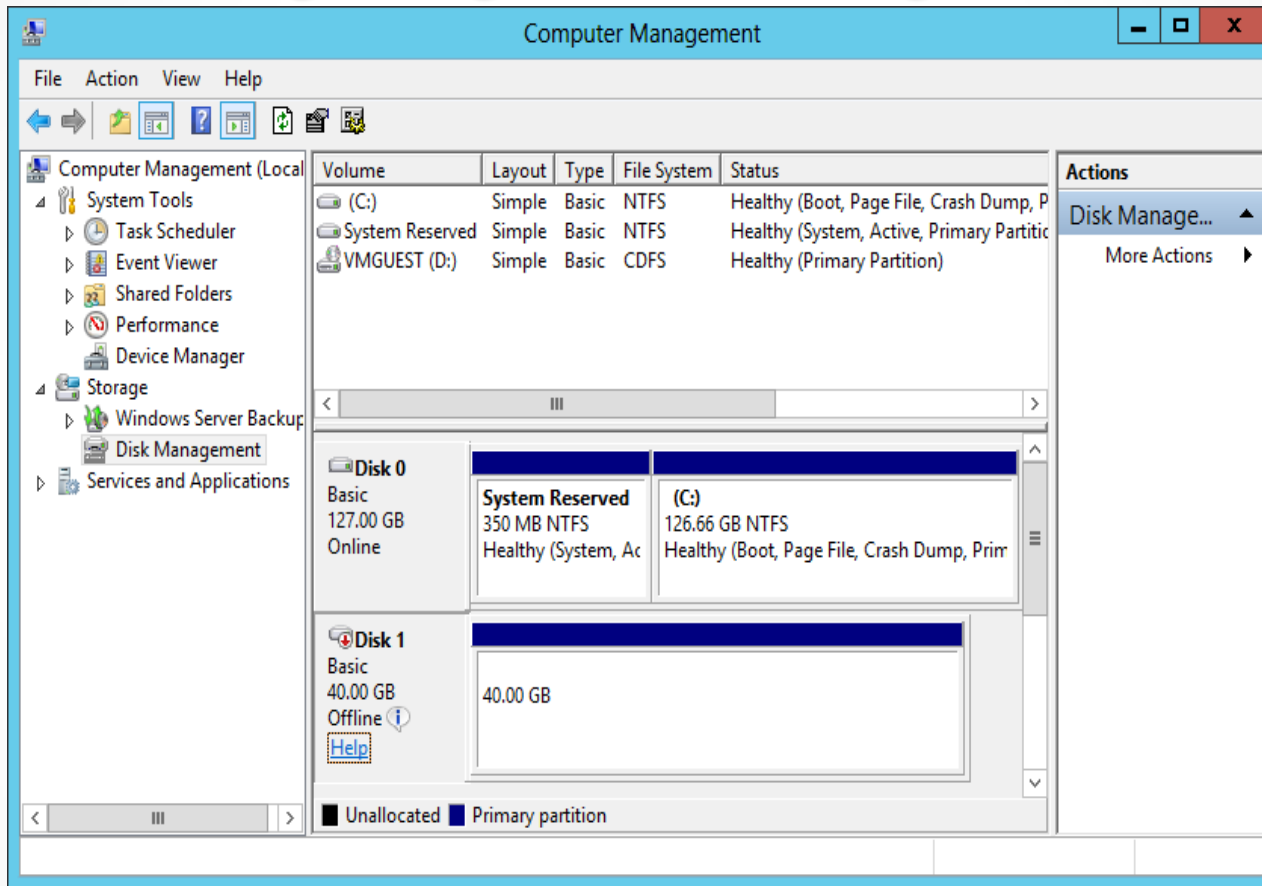 Computer Management
File Action View Help
Computer Management (Local
System Tools
Task Scheduler
Event Viewer
Shared Folders
Performance
Device Manager
Storage
Windows Server Backup
Disk Management
Services and Applications
Volume Layout Type File System Status
(C:) Simple Basic NTFS Healthy (Boot, Page File, Crash Dump, P
System Reserved Simple Basic NTFS Healthy (System, Active, Primary Partitic
VMGUEST (D:) Simple Basic CDFS Healthy (Primary Partition)
Disk 0
Basic
127.00 GB
Online
System Reserved
350 MB NTFS
Healthy (System, Ac
(C:)
126.66 GB NTFS
Healthy (Boot, Page File, Crash Dump, Prim
Disk 1
Basic
40.00 GB
Offline
Help
40.00 GB
Unallocated Primary partition
Actions
Disk Manage...
More Actions